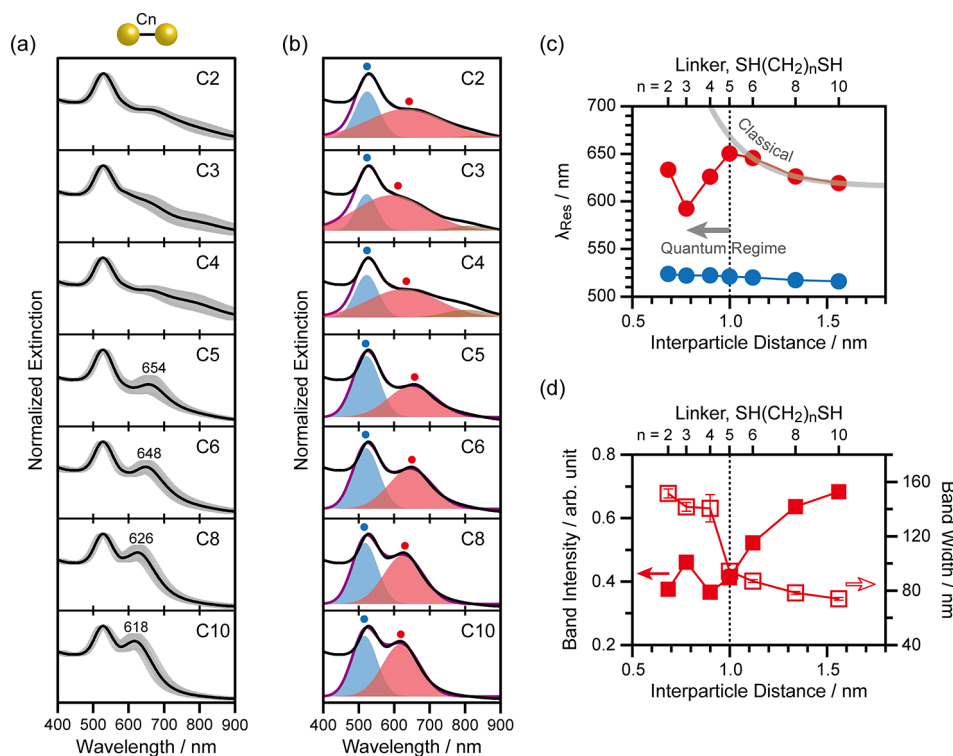 Cn
(a)
C2
C3
C4
C5
654
C6
648
C8
626
C10
618
Normalized Extinction
400 500 600 700 800 900
Wavelength / nm
(b)
C2
C3
C4
C5
C6
C8
C10
Normalized Extinction
400 500 600 700 800 900
Wavelength / nm
(c)
Linker, SH(CH2)nSH
n = 2 3 4 5 6 8 10
700
650
600
550
500
λRes / nm
Classical
Quantum Regime
0.5 1.0 1.5
Interparticle Distance / nm
(d)
Linker, SH(CH2)nSH
n = 2 3 4 5 6 8 10
0.8
0.6
0.4
0.2
Band Intensity / arb. unit
160
120
80
40
Band Width / nm
0.5 1.0 1.5
Interparticle Distance / nm